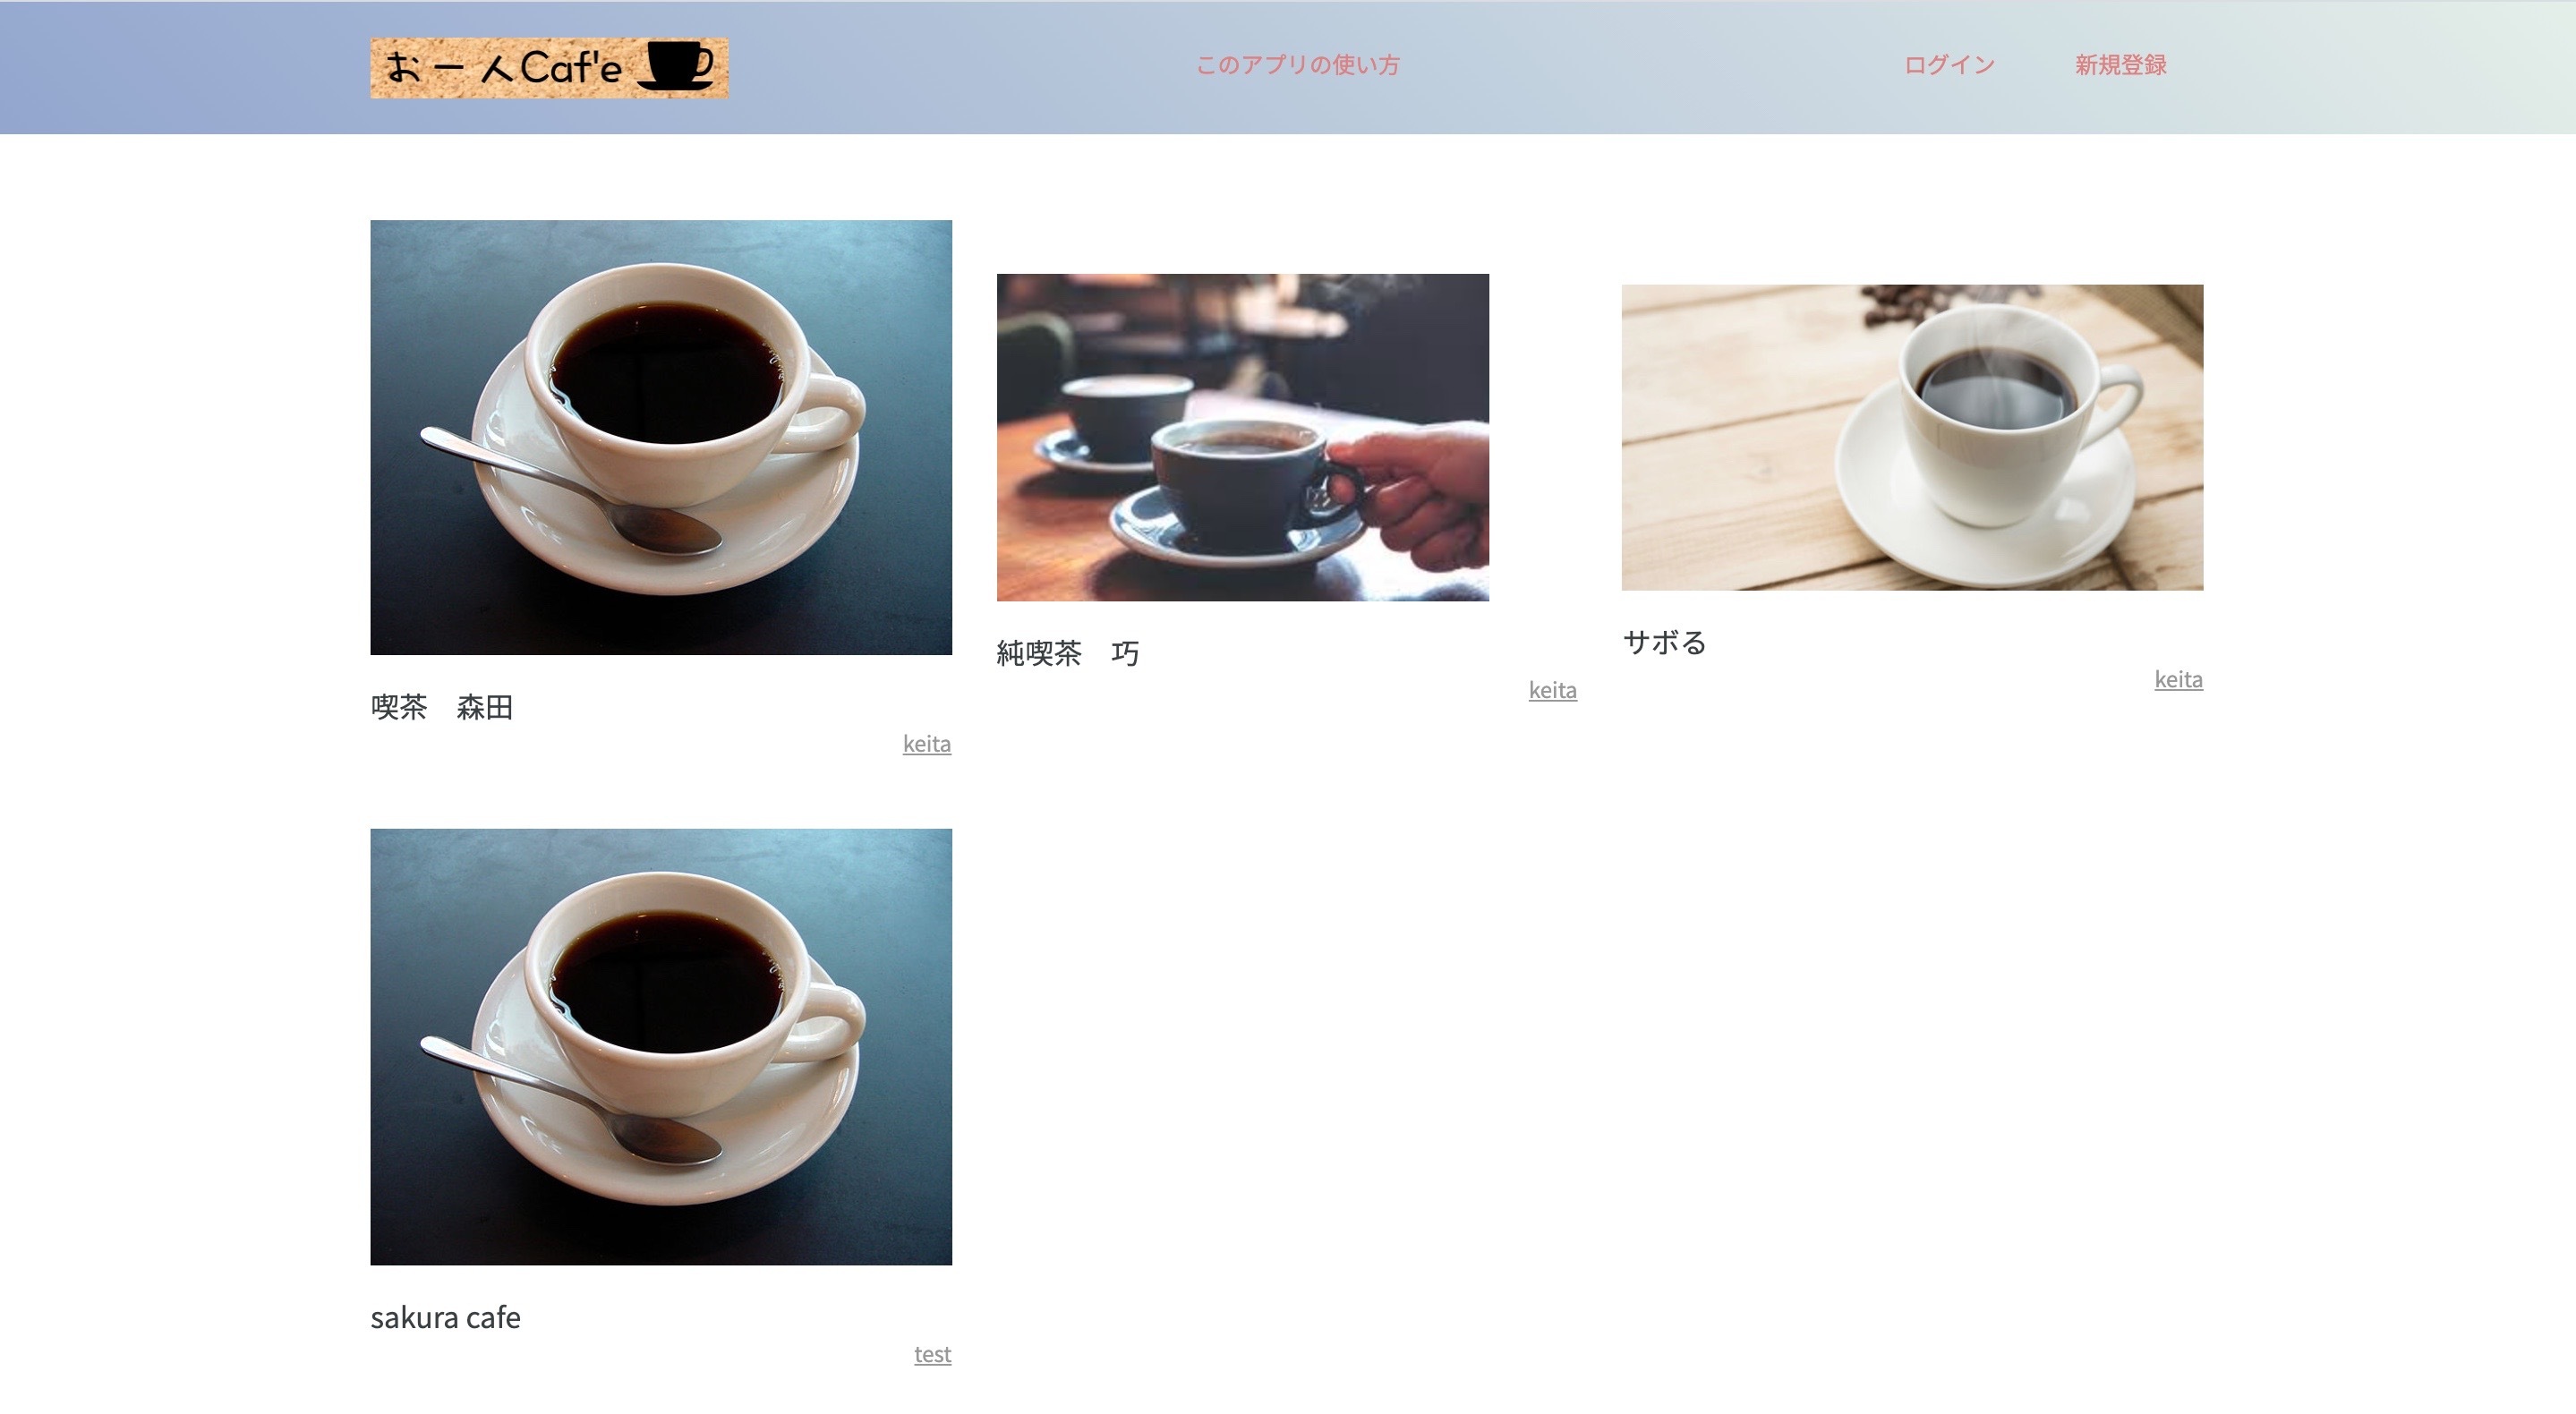 お一人Caf'e
このアプリの使い方
ログイン
新規登録
喫茶　森田
keita
純喫茶　巧
keita
サボる
keita
sakura cafe
test